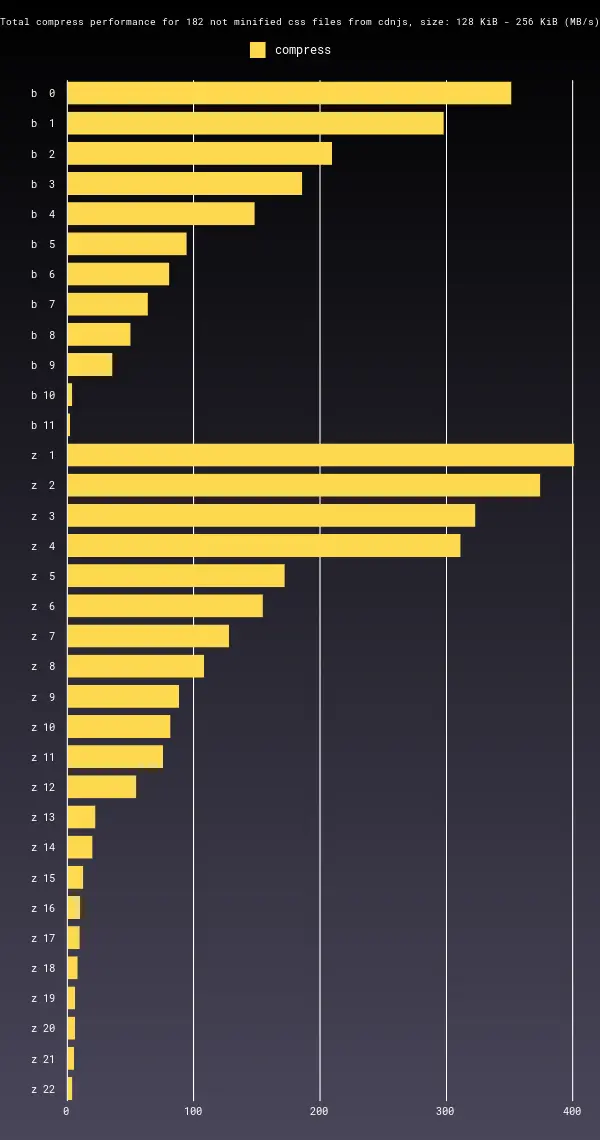 Total compress performance for 182 not minified css files from cdnjs, size: 128 KiB - 256 KiB (MB/s)
compress
b 0
b 1
b 2
b 3
b 4
b 5
b 6
b 7
b 8
b 9
b 10
b 11
z 1
z 2
z 3
z 4
z 5
z 6
z 7
z 8
z 9
z 10
z 11
z 12
z 13
z 14
z 15
z 16
z 17
z 18
z 19
z 20
z 21
z 22
0 100 200 300 400